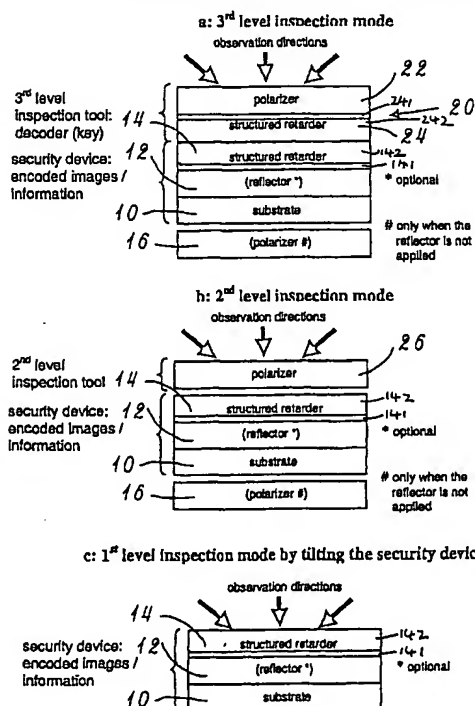 a: 3rd level inspection mode
observation directions
22
polarizer
241
20
3rd level
inspection tool:
decoder (key)
14
242
structured retarder
24
security device:
encoded images /
information
12
structured retarder
142
141
(reflector *)
* optional
10
substrate
16
(polarizer #)
# only when the
reflector is not
applied
b: 2nd level inspection mode
observation directions
26
2nd level
inspection tool
14
polarizer
security device:
encoded images /
information
12
structured retarder
142
141
(reflector *)
* optional
10
substrate
16
(polarizer #)
# only when the
reflector is not
applied
c: 1st level inspection mode by tilting the security devic
observation directions
14
security device:
encoded images /
information
12
structured retarder
142
141
(reflector *)
* optional
10
substrate